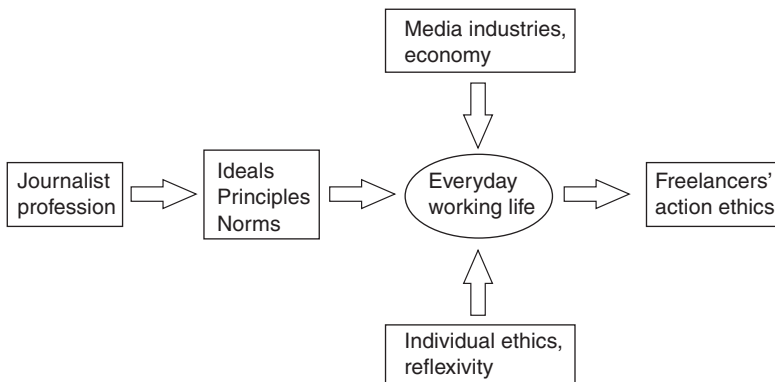 Media industries,
economy
Journalist
profession
Ideals
Principles
Norms
Everyday
working life
Freelancers’
action ethics
Individual ethics,
reflexivity